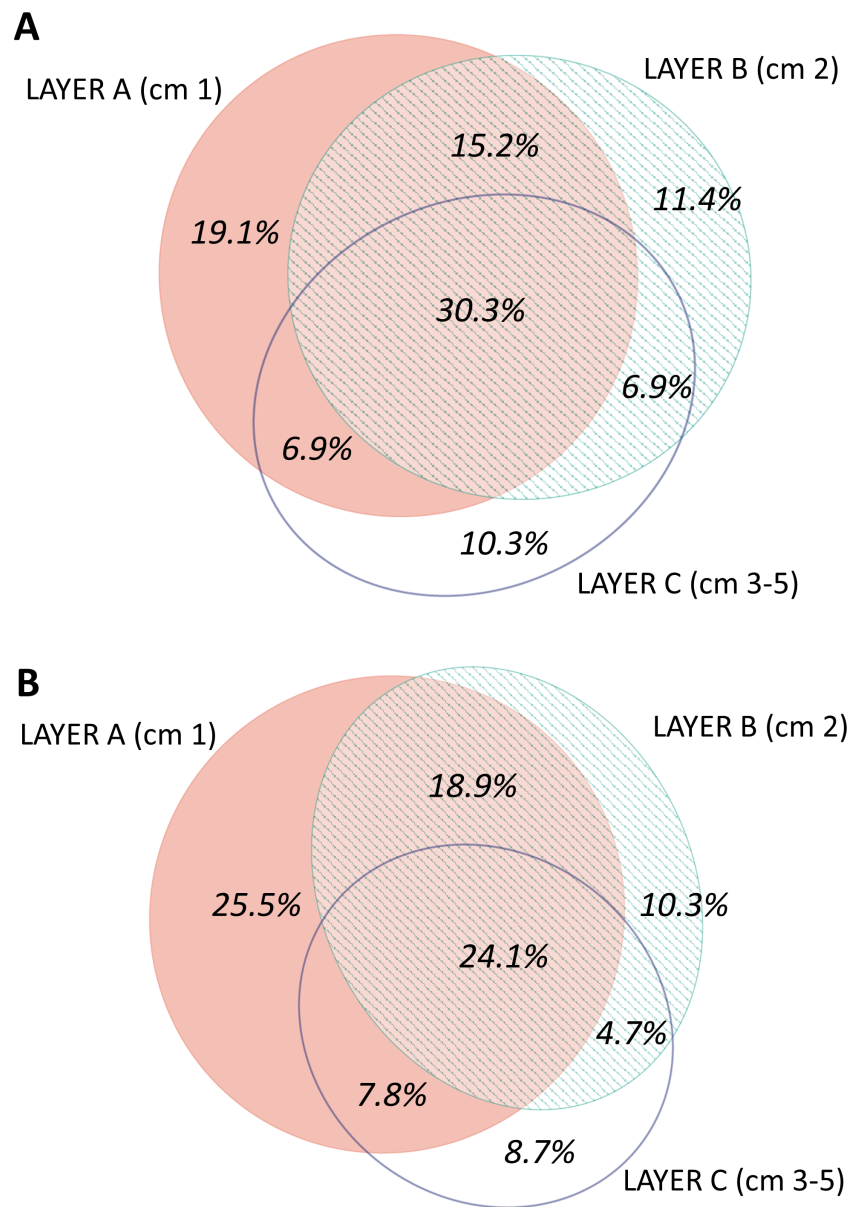 A
LAYER A (cm 1)
LAYER B (cm 2)
15.2%
11.4%
19.1%
30.3%
6.9%
6.9%
10.3%
LAYER C (cm 3-5)
B
LAYER A (cm 1)
LAYER B (cm 2)
18.9%
25.5%
10.3%
24.1%
4.7%
7.8%
8.7%
LAYER C (cm 3-5)